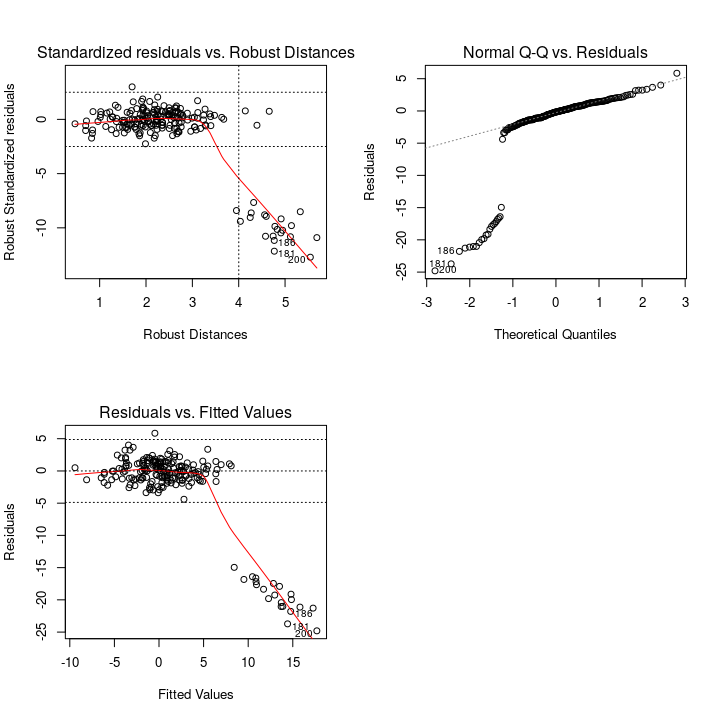 Standardized residuals vs. Robust Distances
Robust Standardized residuals
0
-5
-10
186
181
200
1 2 3 4 5
Robust Distances
Normal Q-Q vs. Residuals
Residuals
5
0
-5
-10
-15
-20
-25
186
181
200
-3 -2 -1 0 1 2 3
Theoretical Quantiles
Residuals vs. Fitted Values
Residuals
5
0
-5
-10
-15
-20
-25
186
181
200
-10 -5 0 5 10 15
Fitted Values